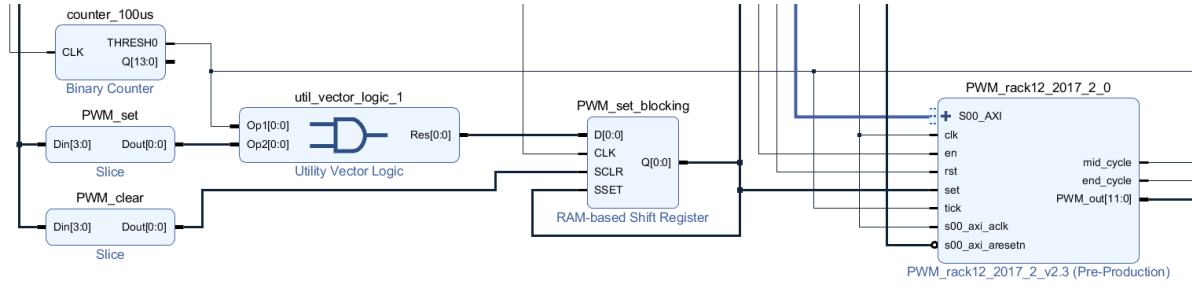 counter_100us
CLK
THRESH0
Q[13:0]
Binary Counter
PWM_set
Din[3:0]
Dout[0:0]
Slice
PWM_clear
Din[3:0]
Dout[0:0]
Slice
util_vector_logic_1
Op1[0:0]
Op2[0:0]
Res[0:0]
Utility Vector Logic
PWM_set_blocking
D[0:0]
CLK
SCLR
SSET
Q[0:0]
RAM-based Shift Register
PWM_rack12_2017_2_0
S00_AXI
clk
en
rst
set
tick
s00_axi_aclk
s00_axi_aresetn
mid_cycle
end_cycle
PWM_out[11:0]
PWM_rack12_2017_2_v2.3 (Pre-Production)